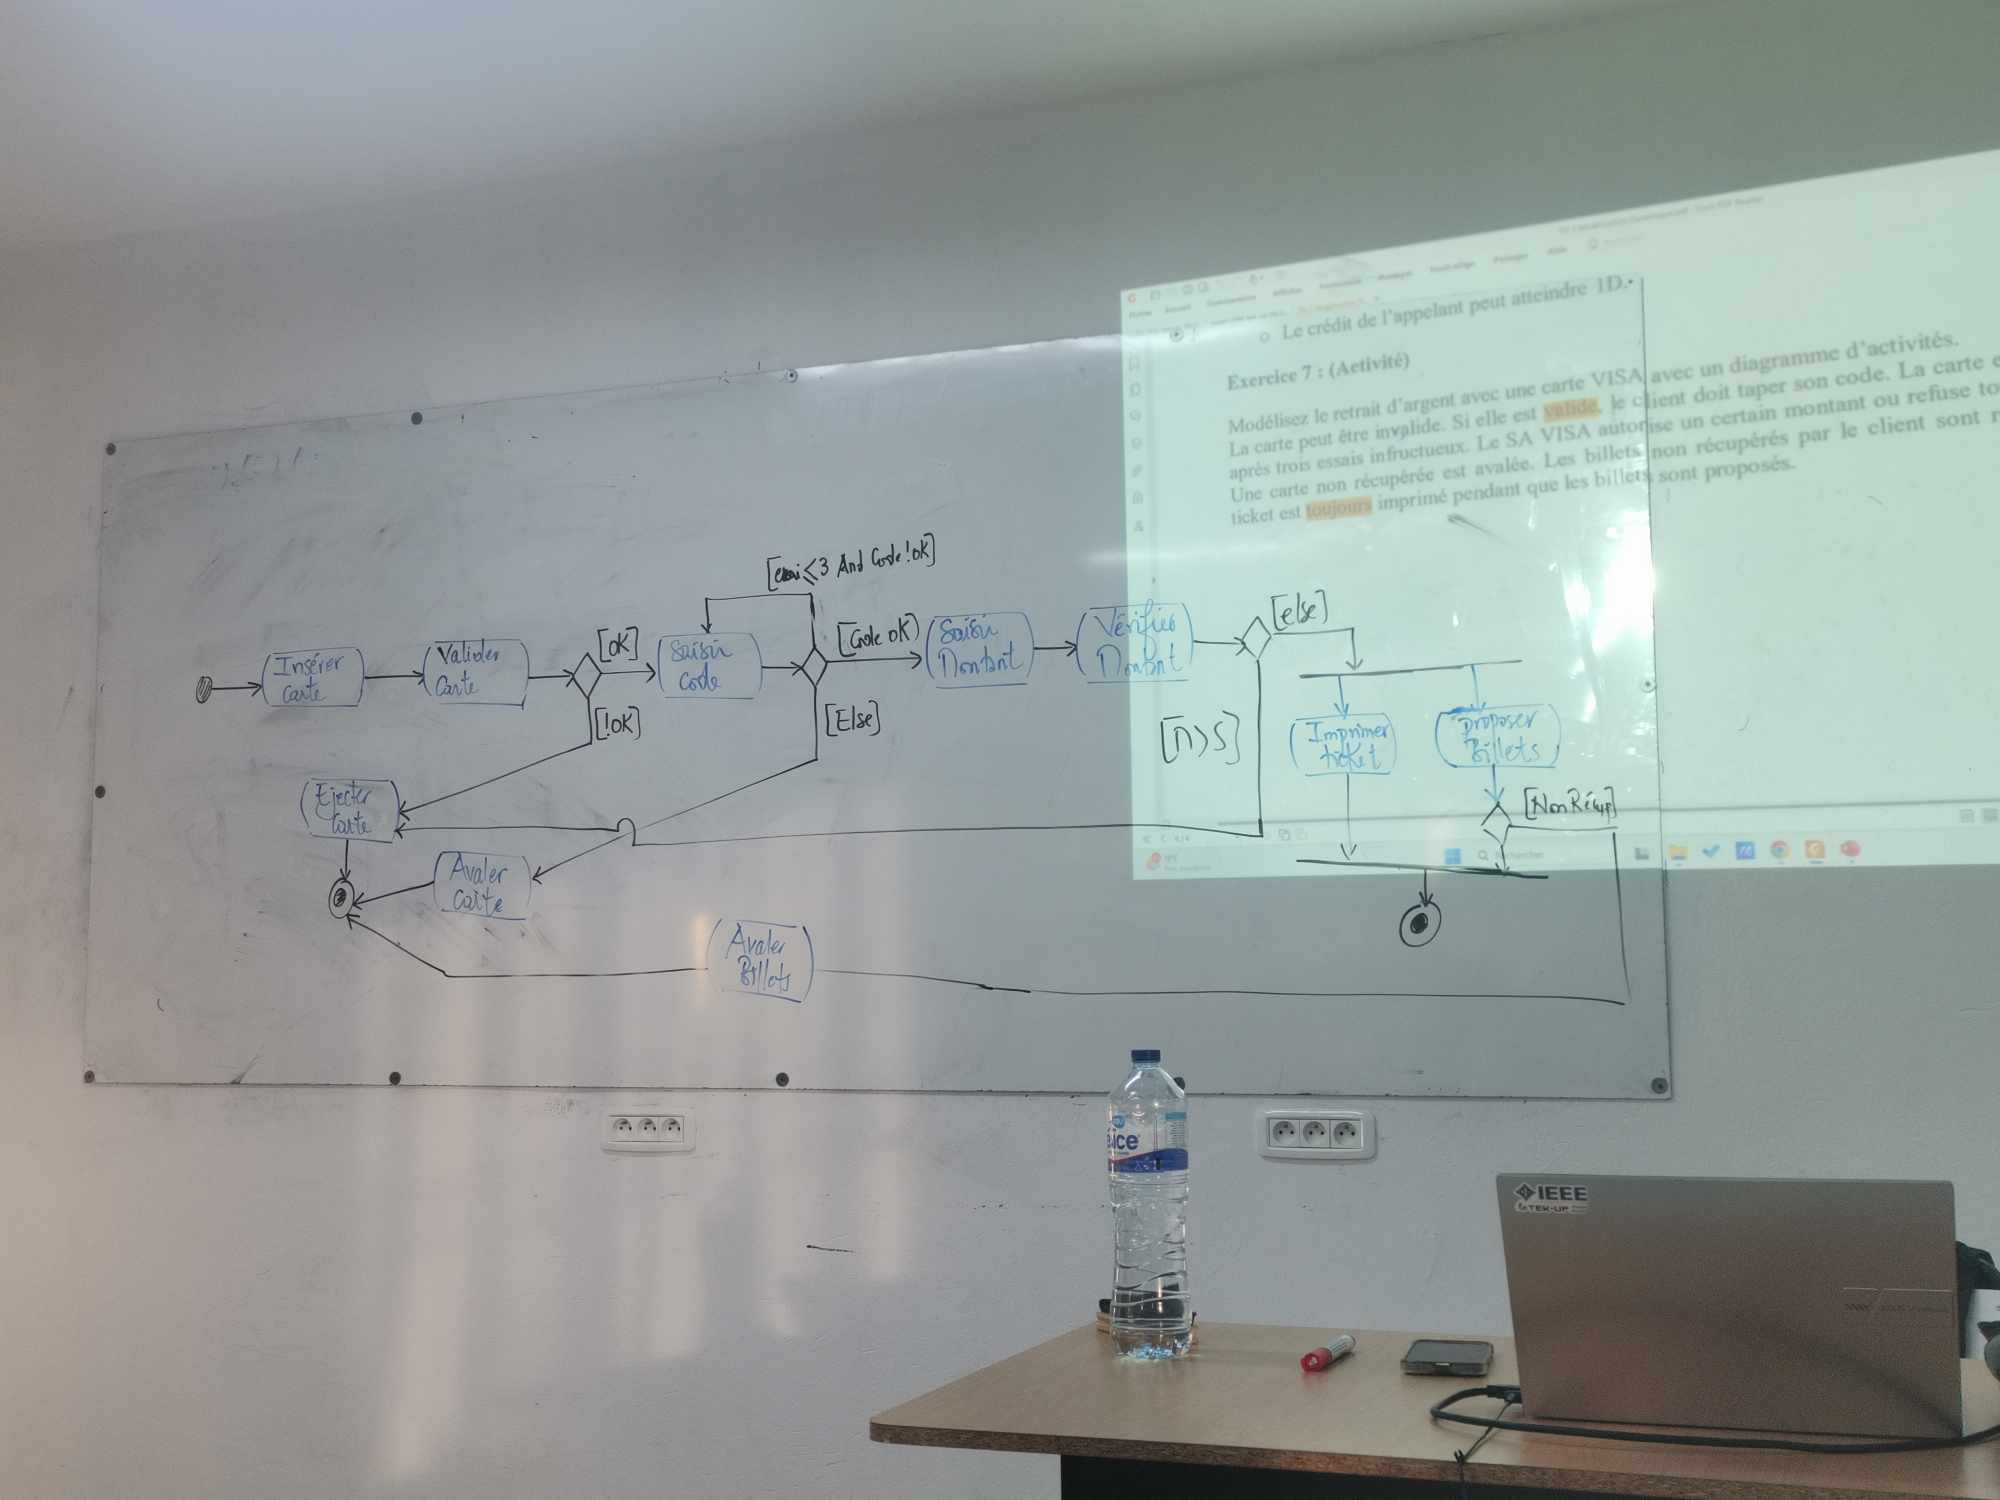 Le crédit de l'appelant peut atteindre 1D.
Exercice 7 : (Activité)
Modélisez le retrait d'argent avec une carte VISA avec un diagramme d'activités.
La carte peut être invalide. Si elle est valide, le client doit taper son code. La carte e
après trois essais infructueux. Le SA VISA autorise un certain montant ou refuse to
Une carte non récupérée est avalée. Les billets non récupérés par le client sont r
ticket est toujours imprimé pendant que les billets sont proposés.
Rechercher
Insérer
Carte
Valider
Carte
[OK]
[!OK]
Saisir
Code
[essai≤3 And Code !OK]
[Code OK]
[Else]
Saisir
Montant
Vérifier
Montant
[else]
[M>S]
Imprimer
ticket
Proposer
Billets
[Non Récup]
Ejecter
Carte
Avaler
Carte
Avaler
Billets
ice
IEEE
TEK-UP